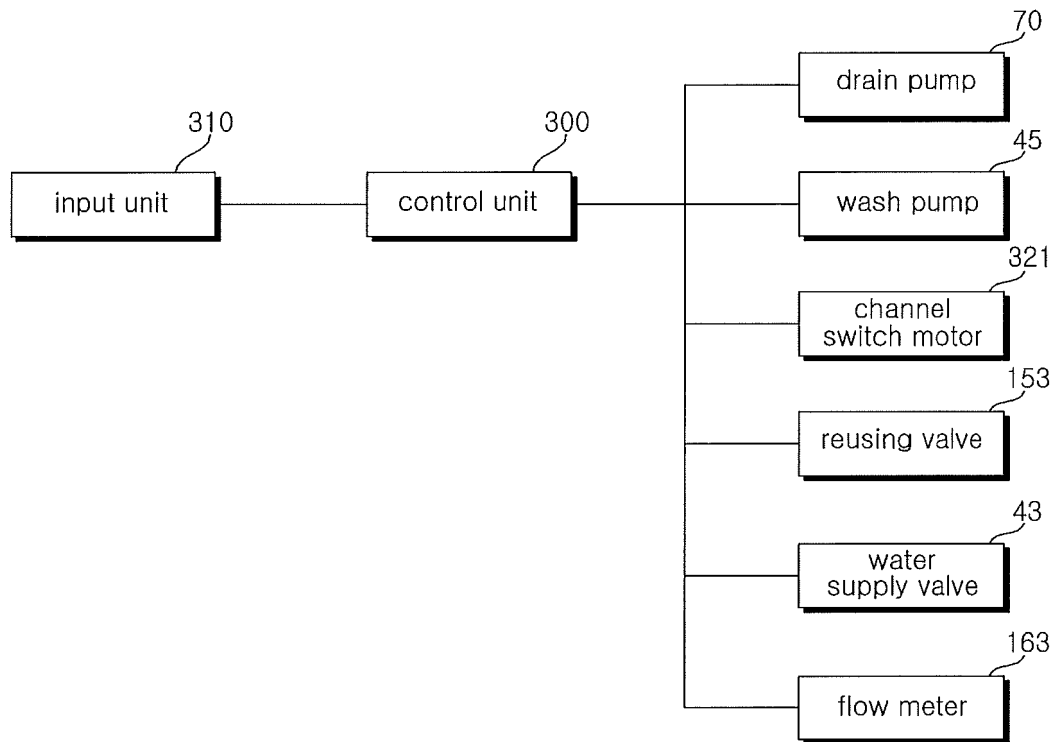 70
drain pump
310
input unit
300
control unit
45
wash pump
321
channel
switch motor
153
reusing valve
43
water
supply valve
163
flow meter